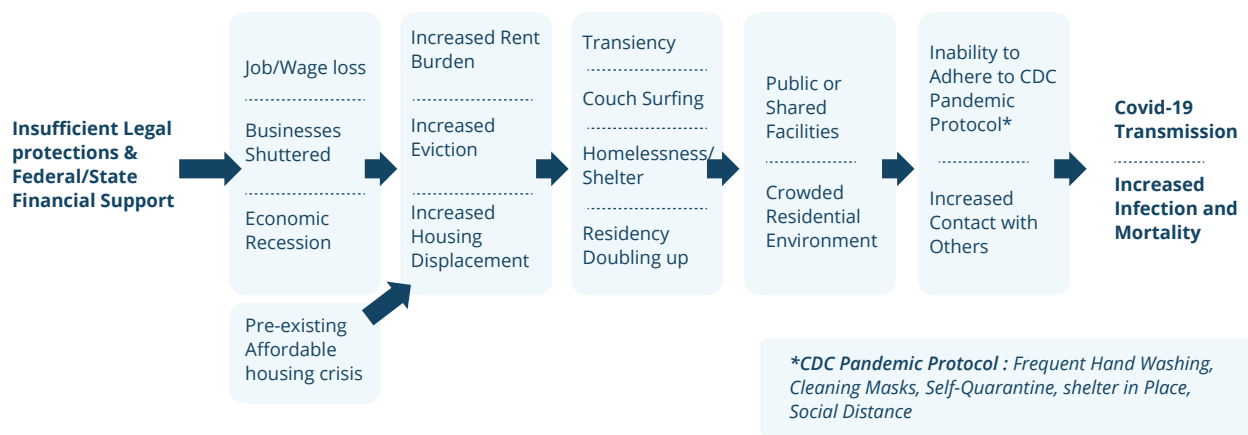 Insufficient Legal
protections &
Federal/State
Financial Support
Job/Wage loss
Businesses
Shuttered
Economic
Recession
Pre-existing
Affordable
housing crisis
Increased Rent
Burden
Increased
Eviction
Increased
Housing
Displacement
Transiency
Couch Surfing
Homelessness/
Shelter
Residency
Doubling up
Public or
Shared
Facilities
Crowded
Residential
Environment
Inability to
Adhere to CDC
Pandemic
Protocol*
Increased
Contact with
Others
Covid-19
Transmission
Increased
Infection and
Mortality
*CDC Pandemic Protocol : Frequent Hand Washing,
Cleaning Masks, Self-Quarantine, shelter in Place,
Social Distance